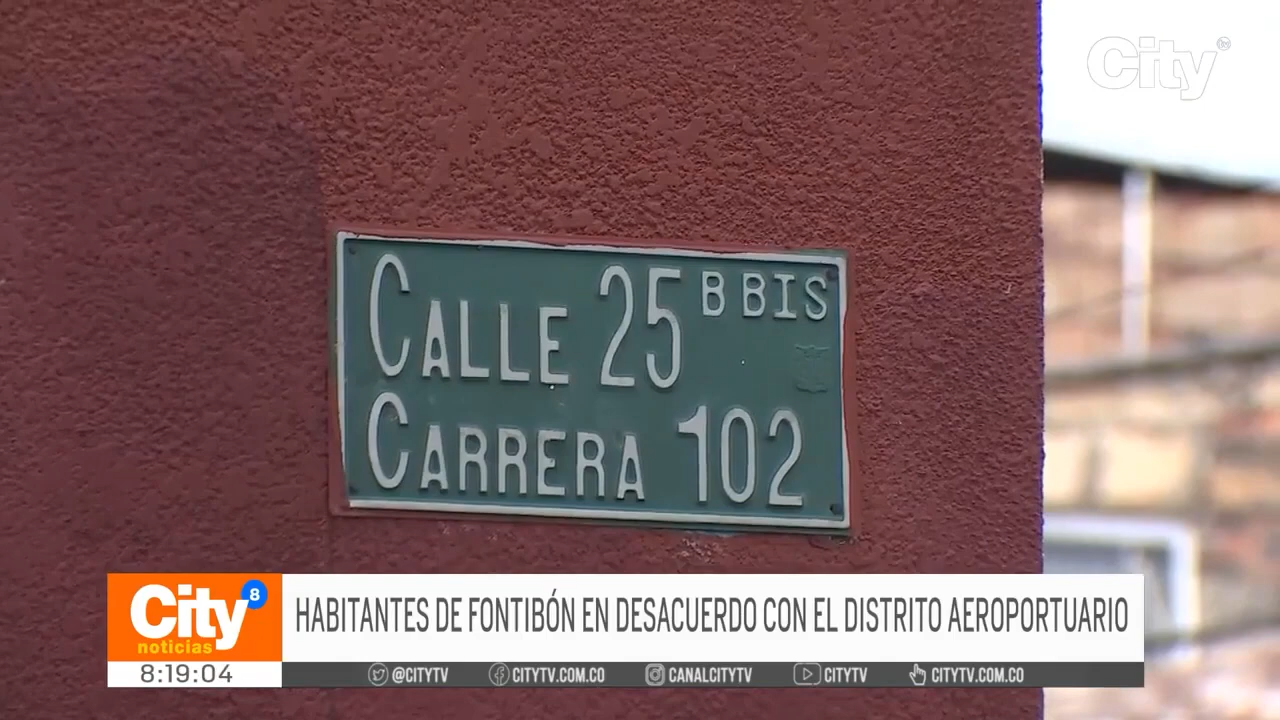 City tv
CALLE 25 B BIS
CARRERA 102
City 8
noticias
HABITANTES DE FONTIBÓN EN DESACUERDO CON EL DISTRITO AEROPORTUARIO
8:19:04
@CITYTV
CITYTV.COM.CO
CANALCITYTV
CITYTV
CITYTV.COM.CO